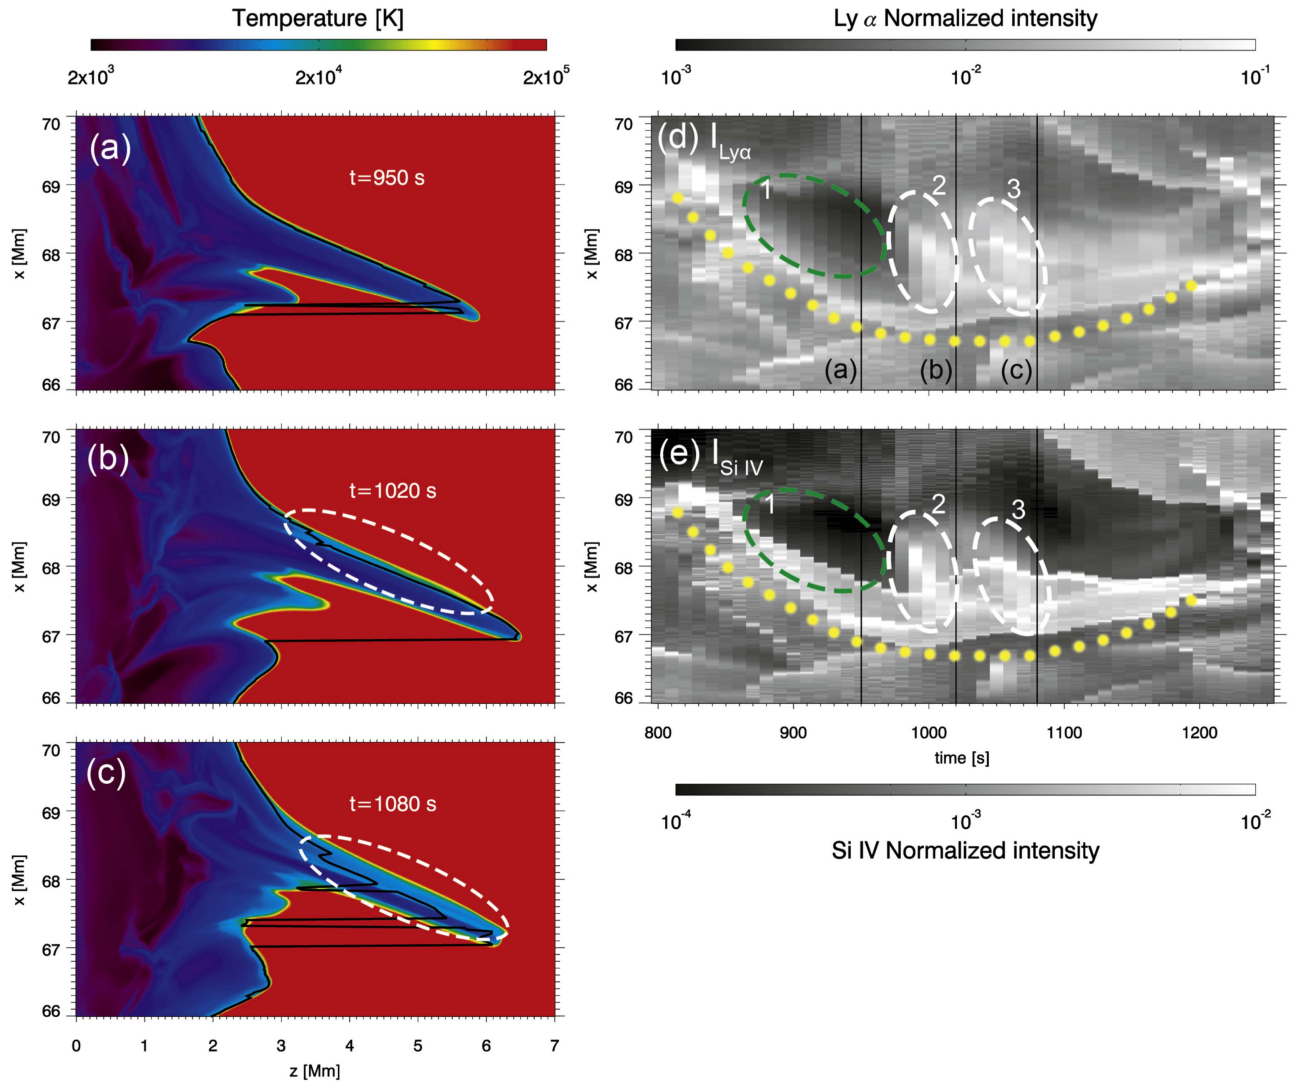 Temperature [K]
2x10³ 2x10⁴ 2x10⁵
Ly α Normalized intensity
10⁻³ 10⁻² 10⁻¹
(a)
t=950 s
70
69
68
67
66
x [Mm]
(b)
t=1020 s
70
69
68
67
66
x [Mm]
(c)
t=1080 s
70
69
68
67
66
x [Mm]
0 1 2 3 4 5 6 7
z [Mm]
(d) I Lyα
1 2 3
(a) (b) (c)
70
69
68
67
66
x [Mm]
(e) I Si IV
1 2 3
70
69
68
67
66
x [Mm]
800 900 1000 1100 1200
time [s]
10⁻⁴ 10⁻³ 10⁻²
Si IV Normalized intensity